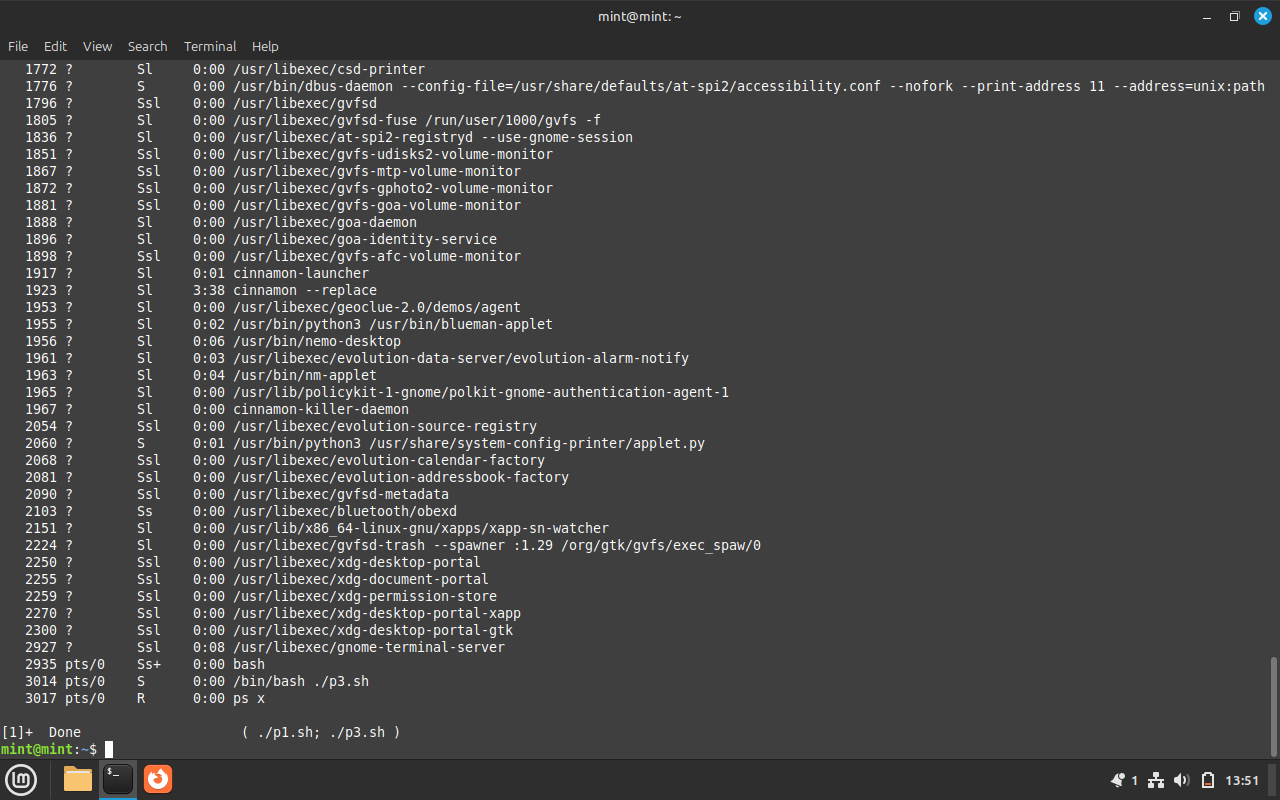 mint@mint: ~
File Edit View Search Terminal Help
1772 ? Sl 0:00 /usr/libexec/csd-printer
1776 ? S 0:00 /usr/bin/dbus-daemon --config-file=/usr/share/defaults/at-spi2/accessibility.conf --nofork --print-address 11 --address=unix:path
1796 ? Ssl 0:00 /usr/libexec/gvfsd
1805 ? Sl 0:00 /usr/libexec/gvfsd-fuse /run/user/1000/gvfs -f
1836 ? Sl 0:00 /usr/libexec/at-spi2-registryd --use-gnome-session
1851 ? Ssl 0:00 /usr/libexec/gvfs-udisks2-volume-monitor
1867 ? Ssl 0:00 /usr/libexec/gvfs-mtp-volume-monitor
1872 ? Ssl 0:00 /usr/libexec/gvfs-gphoto2-volume-monitor
1881 ? Ssl 0:00 /usr/libexec/gvfs-goa-volume-monitor
1888 ? Sl 0:00 /usr/libexec/goa-daemon
1896 ? Sl 0:00 /usr/libexec/goa-identity-service
1898 ? Ssl 0:00 /usr/libexec/gvfs-afc-volume-monitor
1917 ? Sl 0:01 cinnamon-launcher
1923 ? Sl 3:38 cinnamon --replace
1953 ? Sl 0:00 /usr/libexec/geoclue-2.0/demos/agent
1955 ? Sl 0:02 /usr/bin/python3 /usr/bin/blueman-applet
1956 ? Sl 0:06 /usr/bin/nemo-desktop
1961 ? Sl 0:03 /usr/libexec/evolution-data-server/evolution-alarm-notify
1963 ? Sl 0:04 /usr/bin/nm-applet
1965 ? Sl 0:00 /usr/lib/policykit-1-gnome/polkit-gnome-authentication-agent-1
1967 ? Sl 0:00 cinnamon-killer-daemon
2054 ? Ssl 0:00 /usr/libexec/evolution-source-registry
2060 ? S 0:01 /usr/bin/python3 /usr/share/system-config-printer/applet.py
2068 ? Ssl 0:00 /usr/libexec/evolution-calendar-factory
2081 ? Ssl 0:00 /usr/libexec/evolution-addressbook-factory
2090 ? Ssl 0:00 /usr/libexec/gvfsd-metadata
2103 ? Ss 0:00 /usr/libexec/bluetooth/obexd
2151 ? Sl 0:00 /usr/lib/x86_64-linux-gnu/xapps/xapp-sn-watcher
2224 ? Sl 0:00 /usr/libexec/gvfsd-trash --spawner :1.29 /org/gtk/gvfs/exec_spaw/0
2250 ? Ssl 0:00 /usr/libexec/xdg-desktop-portal
2255 ? Ssl 0:00 /usr/libexec/xdg-document-portal
2259 ? Ssl 0:00 /usr/libexec/xdg-permission-store
2270 ? Ssl 0:00 /usr/libexec/xdg-desktop-portal-xapp
2300 ? Ssl 0:00 /usr/libexec/xdg-desktop-portal-gtk
2927 ? Ssl 0:08 /usr/libexec/gnome-terminal-server
2935 pts/0 Ss+ 0:00 bash
3014 pts/0 S 0:00 /bin/bash ./p3.sh
3017 pts/0 R 0:00 ps x
[1]+ Done ( ./p1.sh; ./p3.sh )
mint@mint:~$
1 13:51